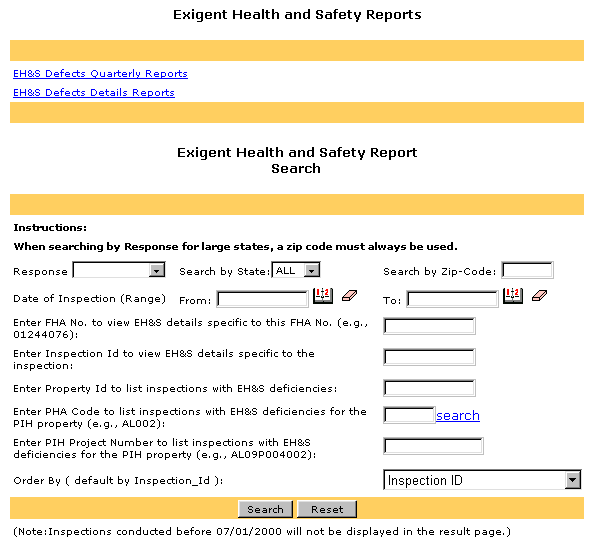 Exigent Health and Safety Reports
EH&S Defects Quarterly Reports
EH&S Defects Details Reports
Exigent Health and Safety Report
Search
Instructions:
When searching by Response for large states, a zip code must always be used.
Response Search by State: ALL Search by Zip-Code:
Date of Inspection (Range) From: To:
Enter FHA No. to view EH&S details specific to this FHA No. (e.g.,
01244076):
Enter Inspection Id to view EH&S details specific to the
inspection:
Enter Property Id to list inspections with EH&S deficiencies:
Enter PHA Code to list inspections with EH&S deficiencies for the search
PIH property (e.g., AL002):
Enter PIH Project Number to list inspections with EH&S
deficiencies for the PIH property (e.g., AL09P004002):
Order By ( default by Inspection_Id ): Inspection ID
Search Reset
(Note:Inspections conducted before 07/01/2000 will not be displayed in the result page.)